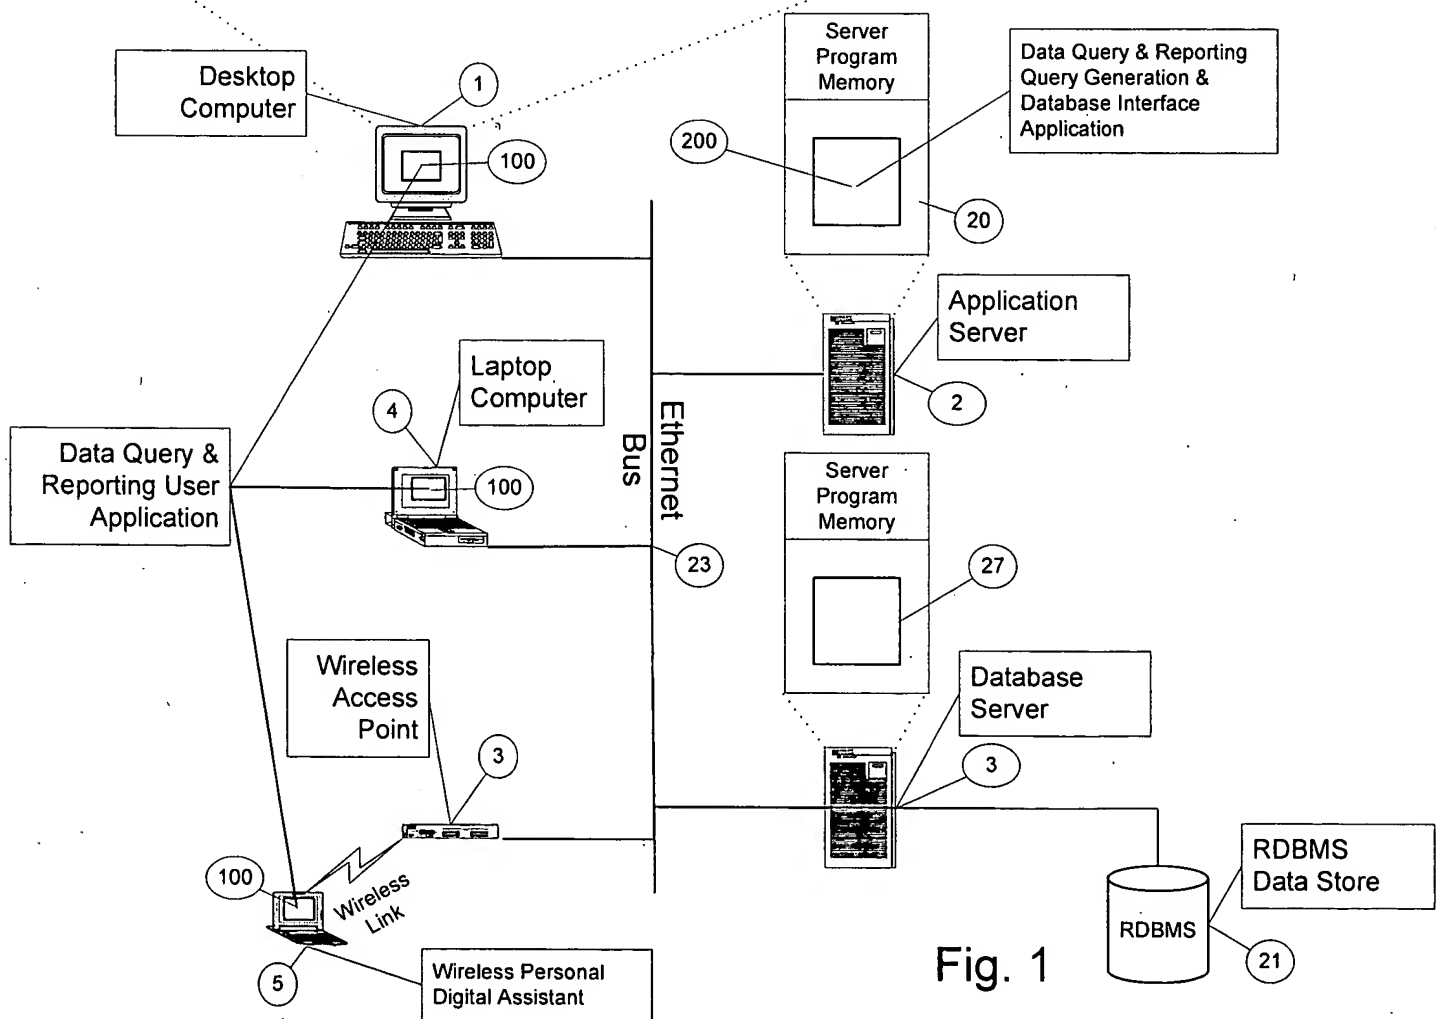 Desktop
Computer
1
100
Server
Program
Memory
Data Query & Reporting
Query Generation &
Database Interface
Application
200
20
Application
Server
2
Laptop
Computer
4
100
Ethernet
Bus
Data Query &
Reporting User
Application
23
Server
Program
Memory
27
Wireless
Access
Point
3
Database
Server
3
100
Wireless
Link
5
Wireless Personal
Digital Assistant
RDBMS
RDBMS
Data Store
21
Fig. 1